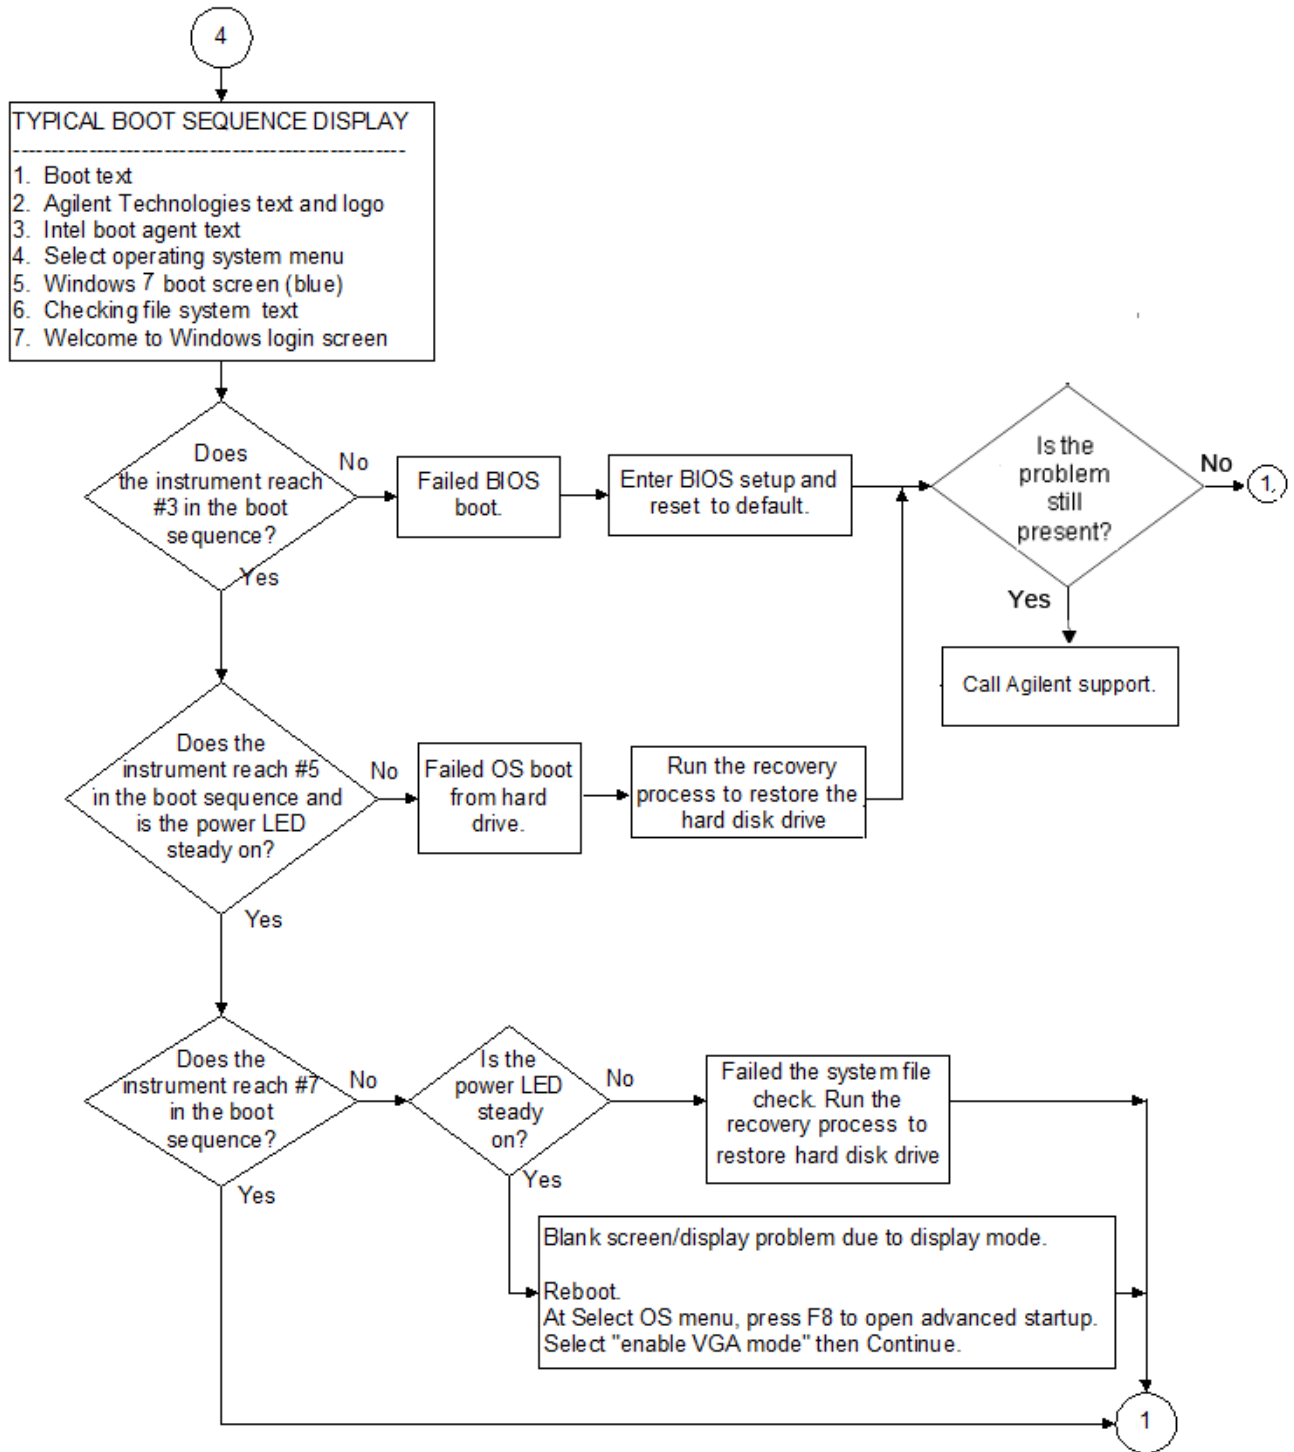 4
TYPICAL BOOT SEQUENCE DISPLAY
--------------------------------------------------
1. Boot text
2. Agilent Technologies text and logo
3. Intel boot agent text
4. Select operating system menu
5. Windows 7 boot screen (blue)
6. Checking file system text
7. Welcome to Windows login screen
Does
the instrument reach
#3 in the boot
sequence?
No
Yes
Failed BIOS
boot.
Enter BIOS setup and
reset to default.
Is the
problem
still
present?
No
1,
Yes
Call Agilent support.
Does the
instrument reach #5
in the boot sequence and
is the power LED
steady on?
No
Yes
Failed OS boot
from hard
drive.
Run the recovery
process to restore the
hard disk drive
Does the
instrument reach #7
in the boot
sequence?
No
Yes
Is the
power LED
steady
on?
No
Yes
Failed the system file
check. Run the
recovery process to
restore hard disk drive
Blank screen/display problem due to display mode.
Reboot.
At Select OS menu, press F8 to open advanced startup.
Select "enable VGA mode" then Continue.
1